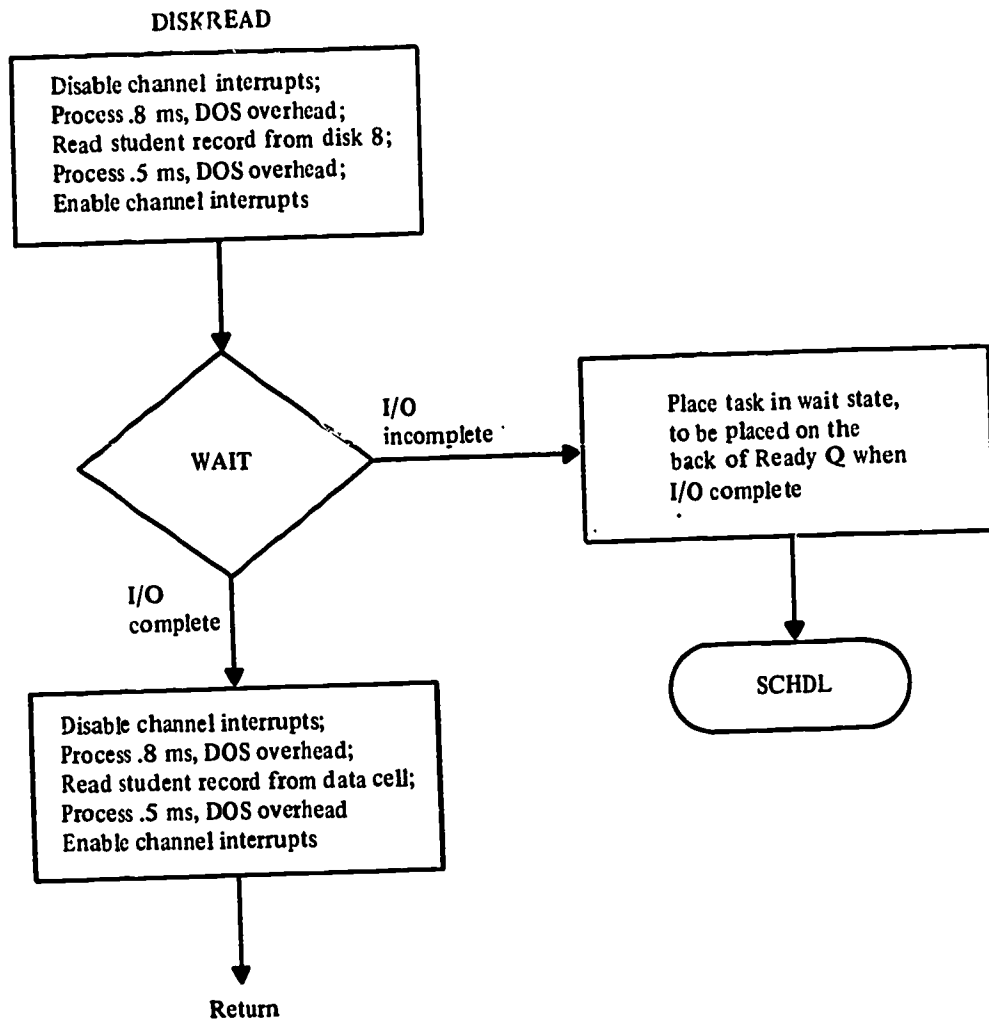 DISKREAD
Disable channel interrupts;
Process .8 ms, DOS overhead;
Read student record from disk 8;
Process .5 ms, DOS overhead;
Enable channel interrupts
WAIT
I/O
incomplete
Place task in wait state,
to be placed on the
back of Ready Q when
I/O complete
I/O
complete
SCHDL
Disable channel interrupts;
Process .8 ms, DOS overhead;
Read student record from data cell;
Process .5 ms, DOS overhead
Enable channel interrupts
Return